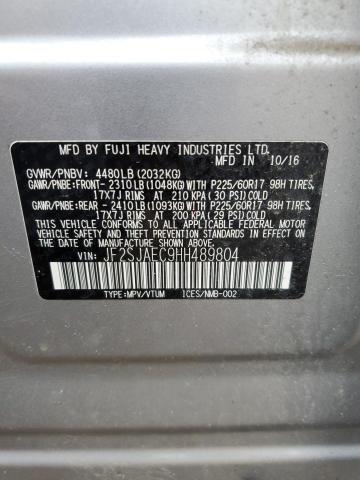 MFD BY FUJI HEAVY INDUSTRIES LTD.
MFD IN 10/16
GVWR/PNBV: 4480LB(2032KG)
GAWR/PNBE:FRONT- 2310LB(1048KG)WITH P225/60R17 98H TIRES,
17X7J RIMS AT 210 KPA (30 PSI)COLD
GAWR/PNBE:REAR - 2410LB(1093KG)WITH P225/60R17 98H TIRES,
17X7J RIMS AT 200 KPA (29 PSI)COLD
THIS VEHICLE CONFORMS TO ALL APPLICABLE FEDERAL MOTOR
VEHICLE SAFETY, BUMPER, AND THEFT PREVENTION STANDARDS
IN EFFECT ON THE DATE OF MANUFACTURE SHOWN ABOVE.
VIN: JF2SJAEC9HH489804
TYPE:MPV/VTUM ICES/NMB-002